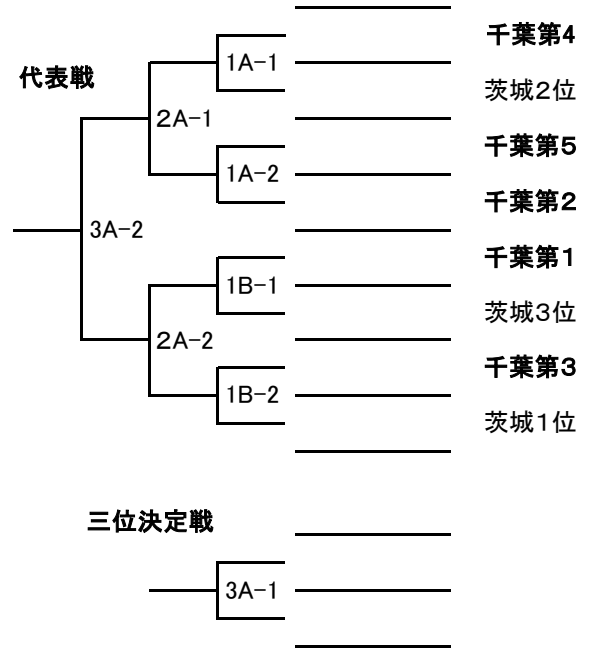 千葉第4
1A-1
代表戦
茨城2位
2A-1
千葉第5
1A-2
千葉第2
3A-2
千葉第1
1B-1
茨城3位
2A-2
千葉第3
1B-2
茨城1位
三位決定戦
3A-1